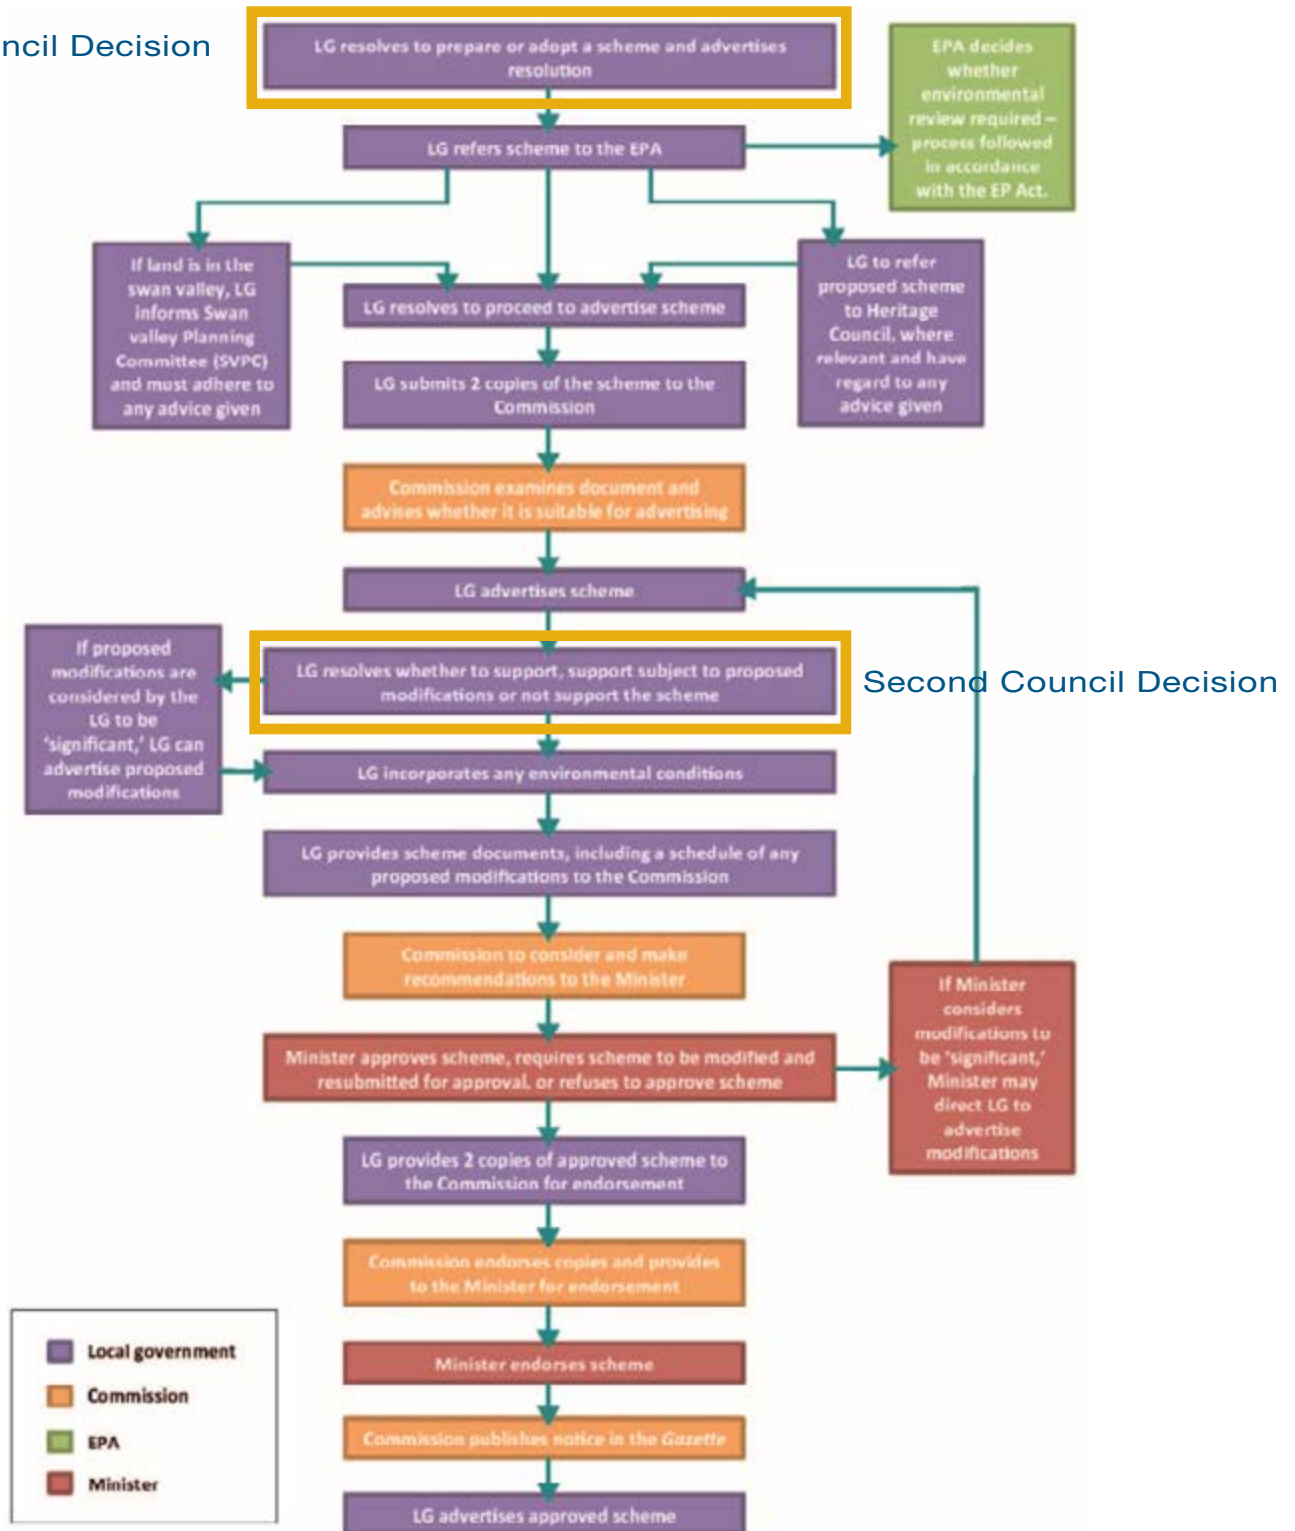 ncil Decision
LG resolves to prepare or adopt a scheme and advertises
resolution
EPA decides
whether
environmental
review required –
process followed
in accordance
with the EP Act.
LG refers scheme to the EPA
If land is in the
swan valley, LG
informs Swan
valley Planning
Committee (SVPC)
and must adhere to
any advice given
LG resolves to proceed to advertise scheme
LG to refer
proposed scheme
to Heritage
Council, where
relevant and have
regard to any
advice given
LG submits 2 copies of the scheme to the
Commission
Commission examines document and
advises whether it is suitable for advertising
LG advertises scheme
If proposed
modifications are
considered by the
LG to be
‘significant,’ LG can
advertise proposed
modifications
LG resolves whether to support, support subject to proposed
modifications or not support the scheme
Second Council Decision
LG incorporates any environmental conditions
LG provides scheme documents, including a schedule of any
proposed modifications to the Commission
Commission to consider and make
recommendations to the Minister
Minister approves scheme, requires scheme to be modified and
resubmitted for approval. or refuses to approve scheme
If Minister
considers
modifications to
be ‘significant,’
Minister may
direct LG to
advertise
modifications
LG provides 2 copies of approved scheme to
the Commission for endorsement
Commission endorses copies and provides
to the Minister for endorsement
Minister endorses scheme
Commission publishes notice in the Gazette
LG advertises approved scheme
Local government
Commission
EPA
Minister